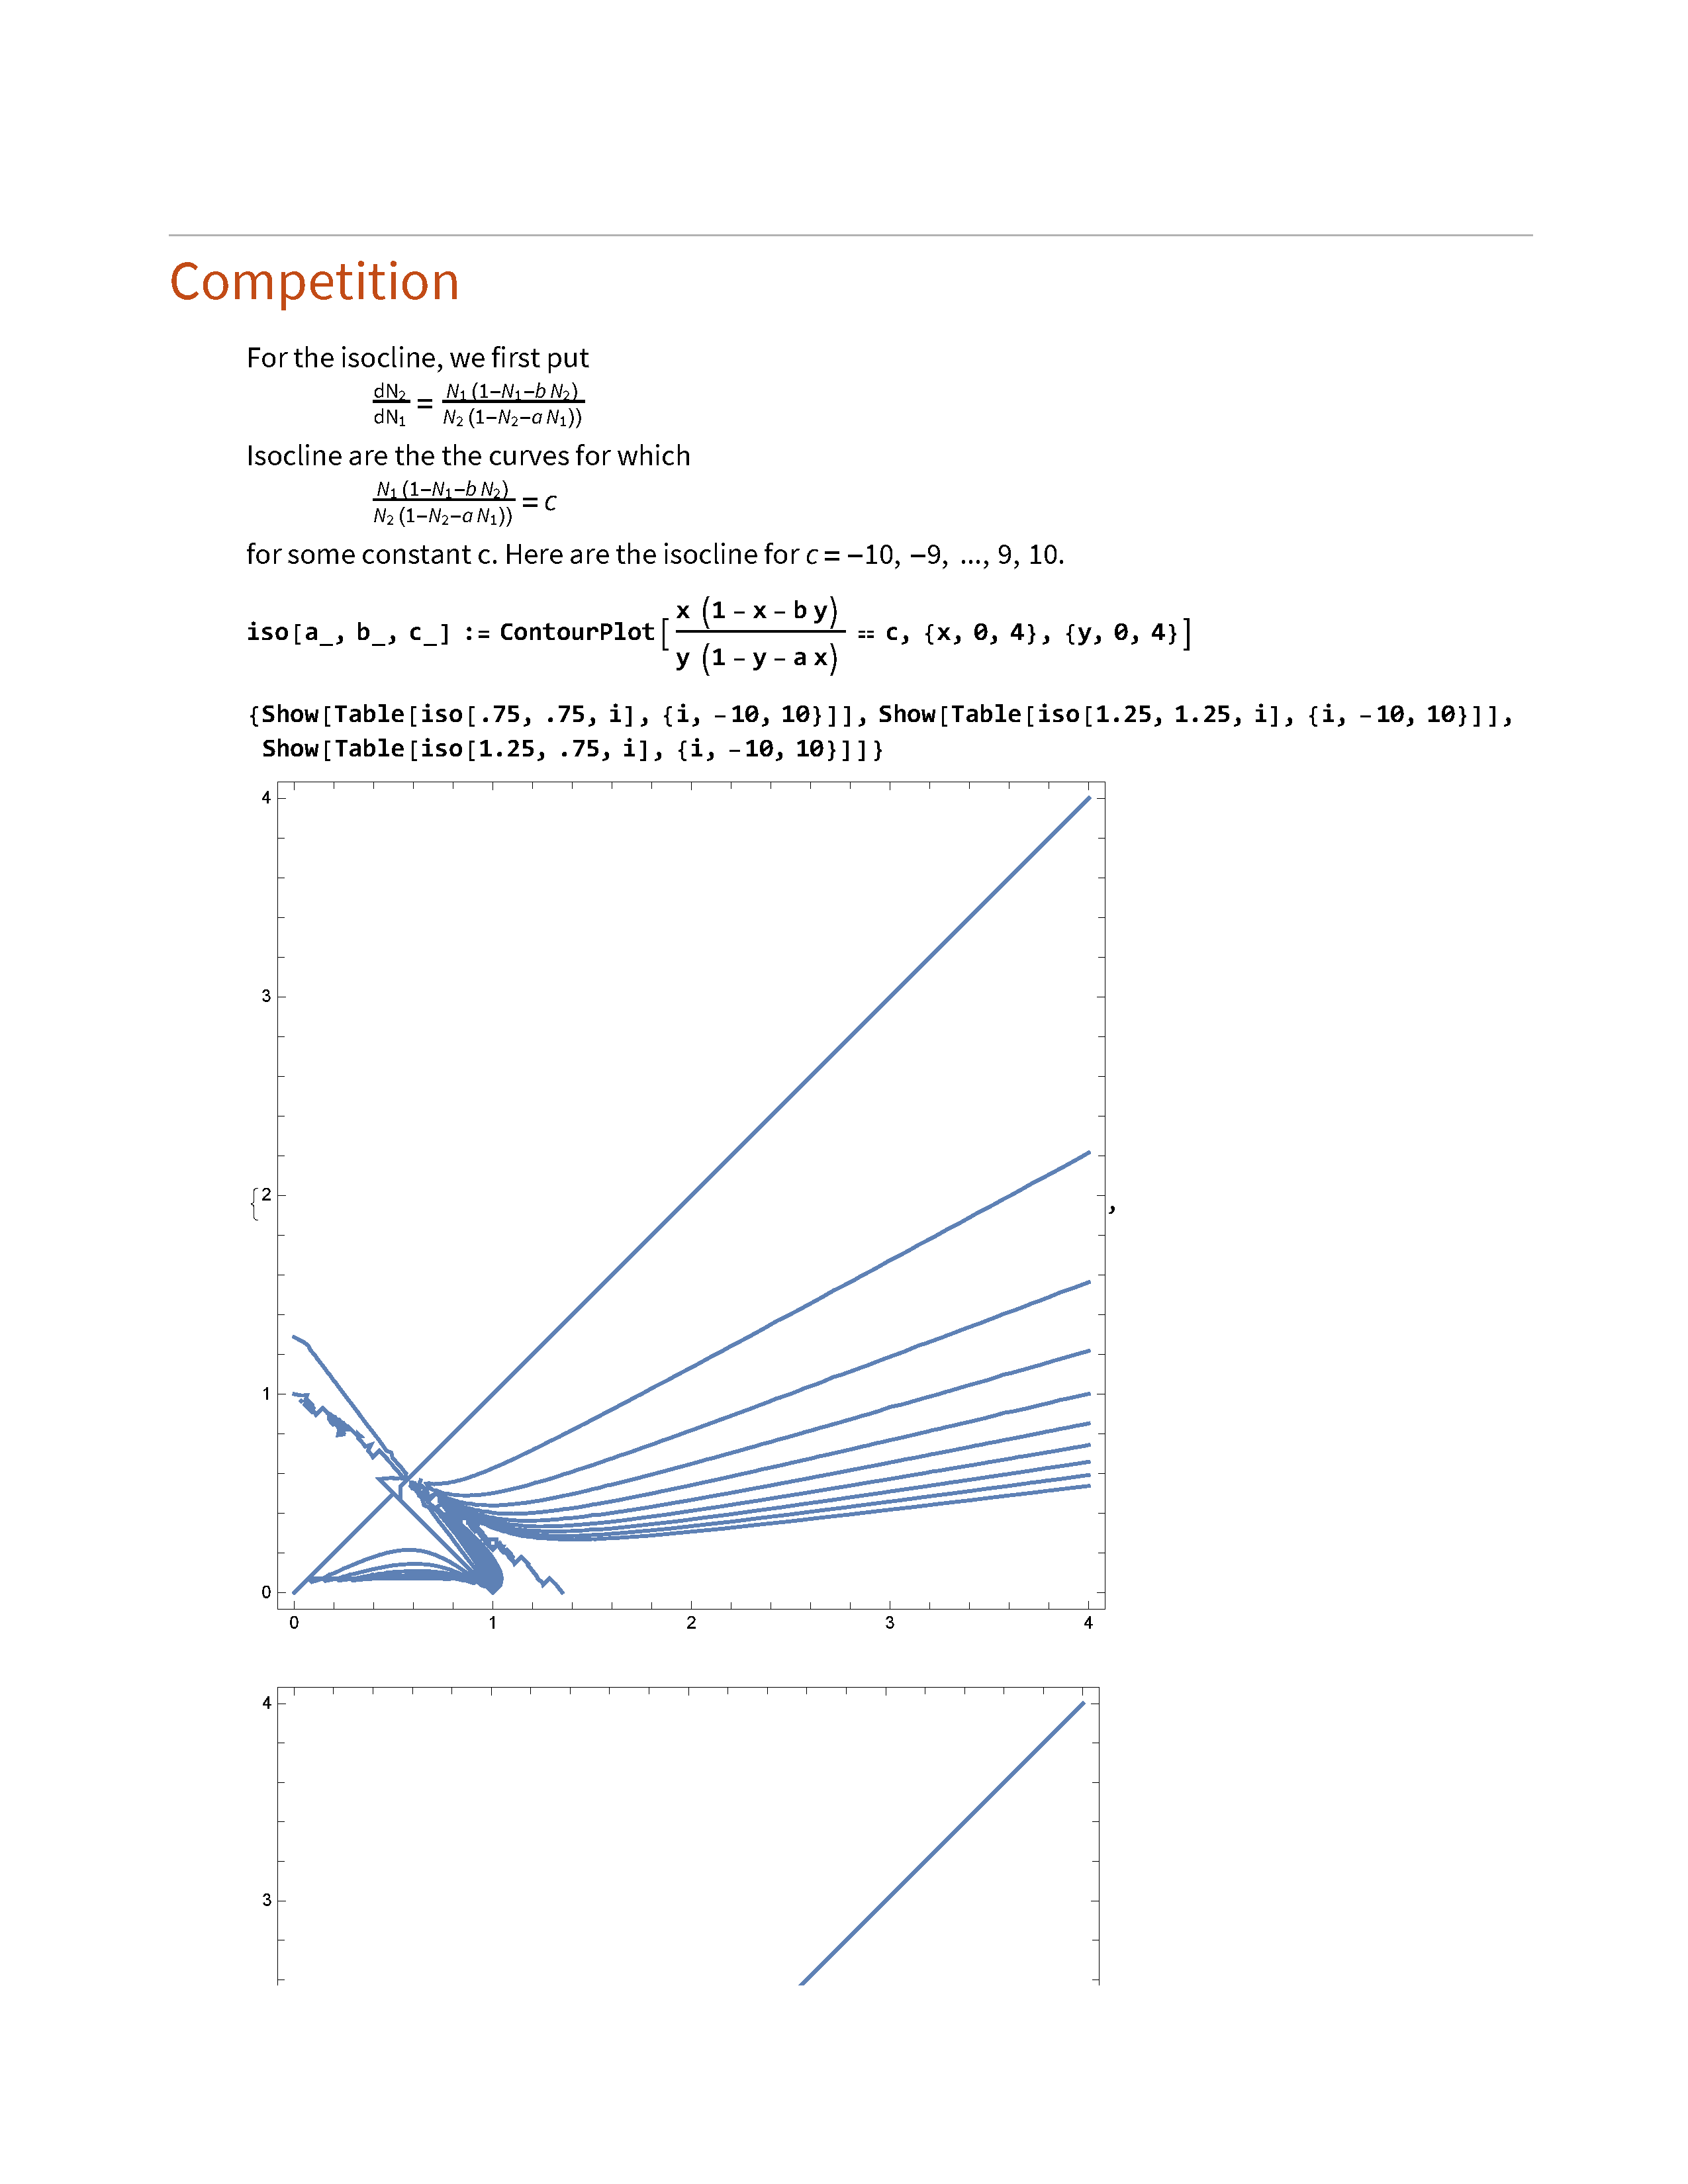 Competition
For the isocline, we first put
dN₂/dN₁ = N₁ (1–N₁–b N₂) / N₂ (1–N₂–a N₁))
Isocline are the the curves for which
N₁ (1–N₁–b N₂) / N₂ (1–N₂–a N₁)) = c
for some constant c. Here are the isocline for c = –10, –9, ..., 9, 10.
iso[a_, b_, c_] := ContourPlot[x (1 – x – b y) / y (1 – y – a x) == c, {x, 0, 4}, {y, 0, 4}]
{Show[Table[iso[.75, .75, i], {i, –10, 10}]], Show[Table[iso[1.25, 1.25, i], {i, –10, 10}]],
Show[Table[iso[1.25, .75, i], {i, –10, 10}]]}
4
3
{ 2 ,
1
0
0 1 2 3 4
4
3